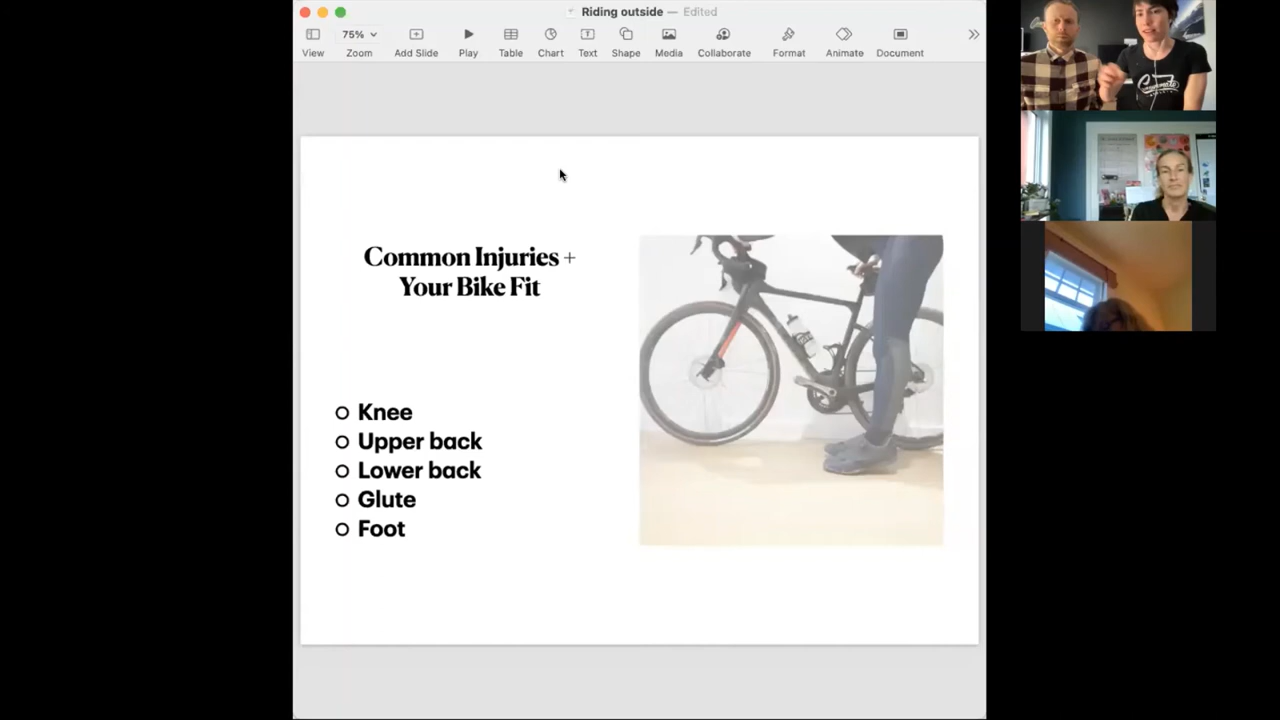 Riding outside — Edited
75%
View
Zoom
Add Slide
Play
Table
Chart
Text
Shape
Media
Collaborate
Format
Animate
Document
Common Injuries +
Your Bike Fit
Knee
Upper back
Lower back
Glute
Foot